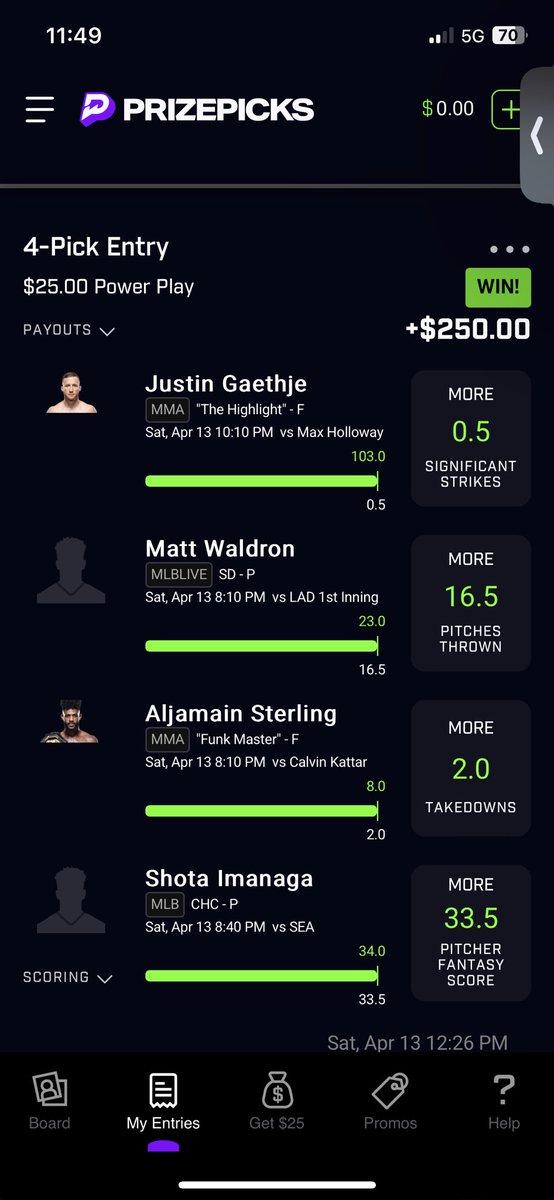 11:49
5G 70
PRIZEPICKS
$0.00
+
4-Pick Entry
$25.00 Power Play
WIN!
PAYOUTS
+$250.00
Justin Gaethje
MMA "The Highlight" - F
Sat, Apr 13 10:10 PM vs Max Holloway
103.0
0.5
MORE
0.5
SIGNIFICANT
STRIKES
Matt Waldron
MLBLIVE SD - P
Sat, Apr 13 8:10 PM vs LAD 1st Inning
23.0
16.5
MORE
16.5
PITCHES
THROWN
Aljamain Sterling
MMA "Funk Master" - F
Sat, Apr 13 8:10 PM vs Calvin Kattar
8.0
2.0
MORE
2.0
TAKEDOWNS
Shota Imanaga
MLB CHC - P
Sat, Apr 13 8:40 PM vs SEA
34.0
33.5
MORE
33.5
PITCHER
FANTASY
SCORE
SCORING
Sat, Apr 13 12:26 PM
Board
My Entries
Get $25
Promos
Help